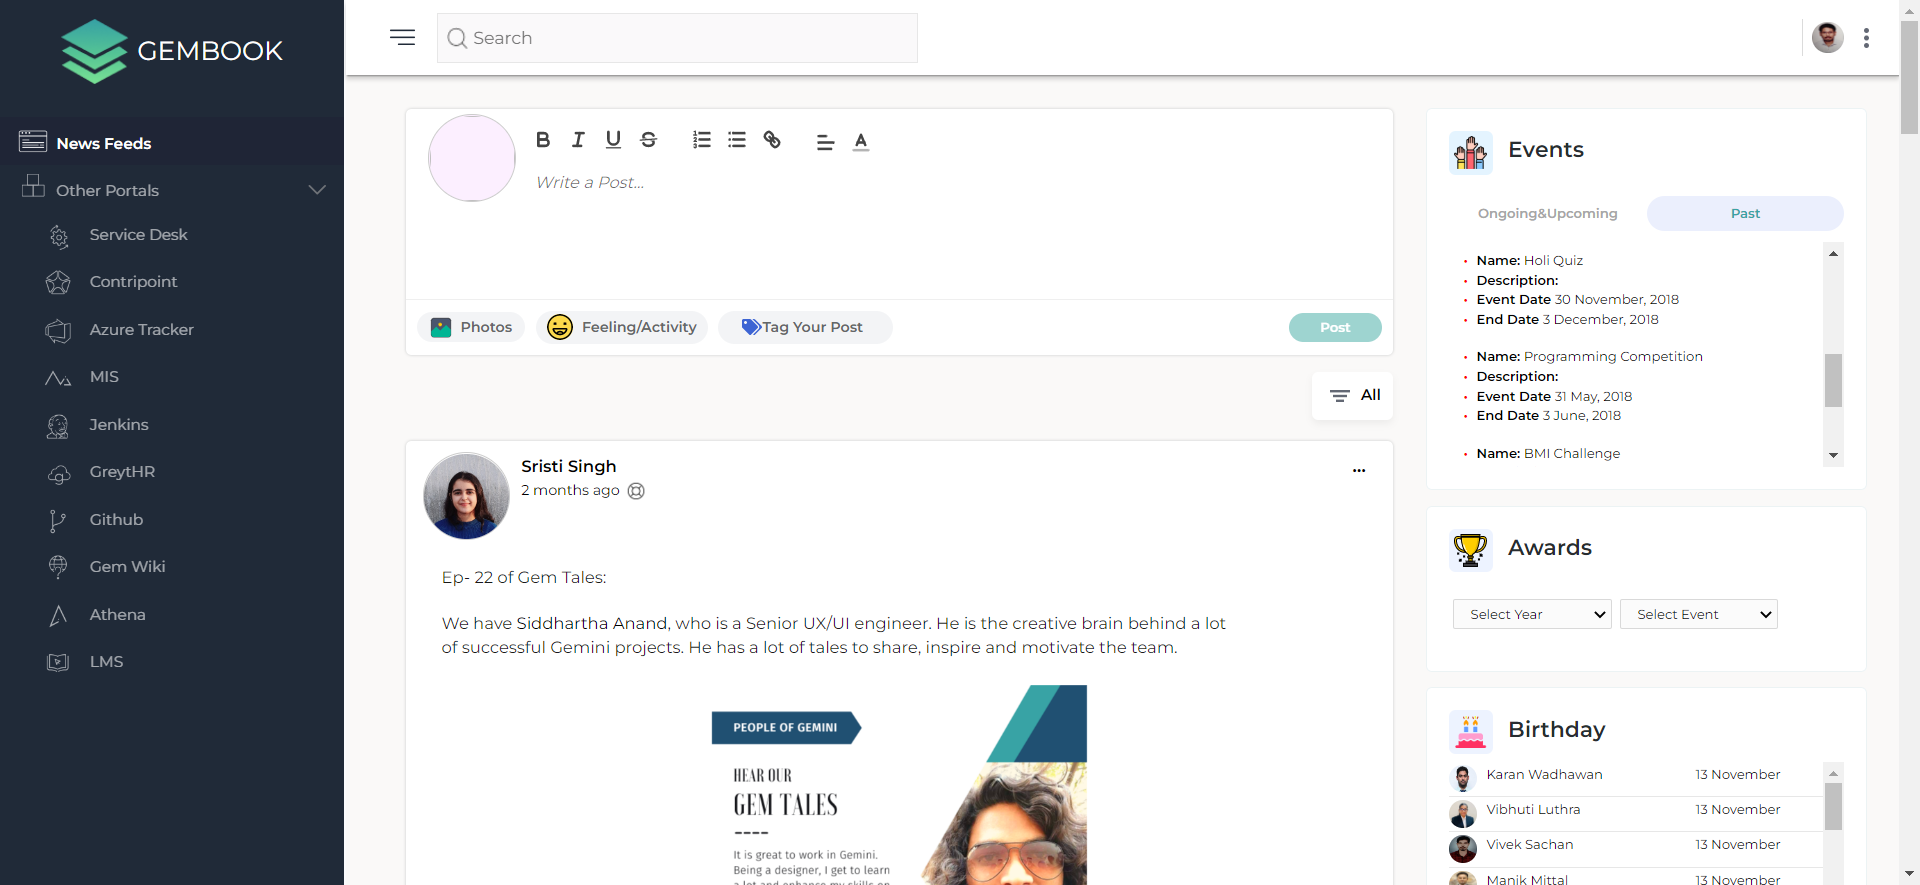 GEMBOOK
Search
News Feeds
Other Portals
Service Desk
Contripoint
Azure Tracker
MIS
Jenkins
GreytHR
Github
Gem Wiki
Athena
LMS
B I U S A
Write a Post...
Photos
Feeling/Activity
Tag Your Post
Post
All
Sristi Singh
2 months ago
Ep- 22 of Gem Tales:
We have Siddhartha Anand, who is a Senior UX/UI engineer. He is the creative brain behind a lot
of successful Gemini projects. He has a lot of tales to share, inspire and motivate the team.
PEOPLE OF GEMINI
HEAR OUR
GEM TALES
It is great to work in Gemini.
Being a designer, I get to learn
a lot and enhance my skills on
Events
Ongoing&Upcoming
Past
Name: Holi Quiz
Description:
Event Date 30 November, 2018
End Date 3 December, 2018
Name: Programming Competition
Description:
Event Date 31 May, 2018
End Date 3 June, 2018
Name: BMI Challenge
Awards
Select Year
Select Event
Birthday
Karan Wadhawan 13 November
Vibhuti Luthra 13 November
Vivek Sachan 13 November
Manik Mittal 13 November